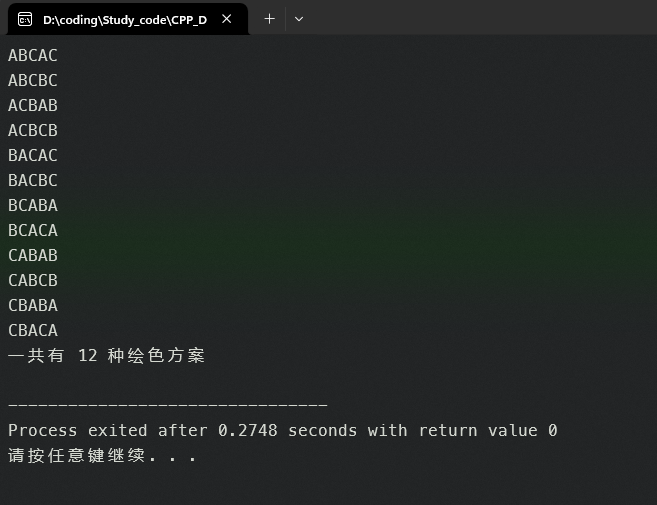 D:\coding\Study_code\CPP_D
ABCAC
ABCBC
ACBAB
ACBCB
BACAC
BACBC
BCABA
BCACA
CABAB
CABCB
CBABA
CBACA
一共有 12 种绘色方案
--------------------------------
Process exited after 0.2748 seconds with return value 0
请按任意键继续. . .